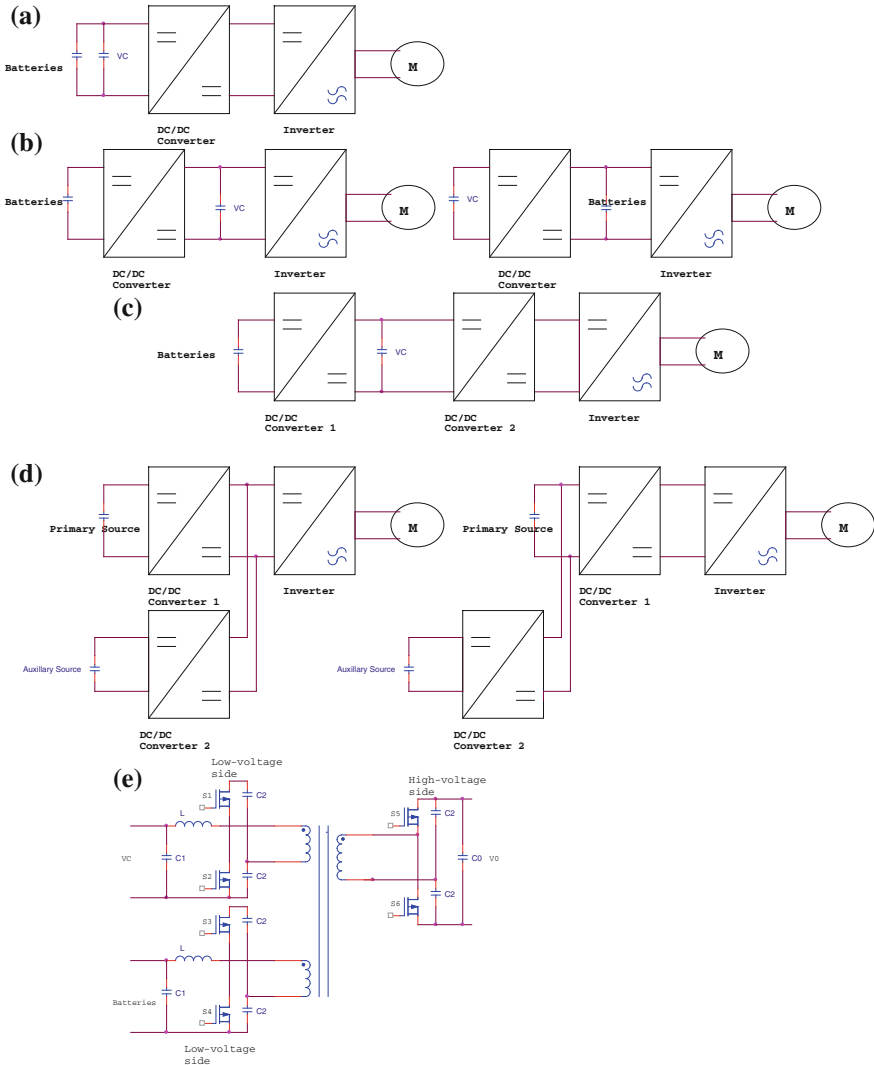 (a)
Batteries
VC
M
DC/DC
Converter
Inverter
(b)
Batteries
VC
M
DC/DC
Converter
Inverter
VC
Batteries
M
DC/DC
Converter
Inverter
(c)
Batteries
VC
M
DC/DC
Converter 1
DC/DC
Converter 2
Inverter
(d)
Primary Source
M
DC/DC
Converter 1
Inverter
Auxillary Source
DC/DC
Converter 2
Primary Source
M
DC/DC
Converter 1
Inverter
Auxillary Source
DC/DC
Converter 2
(e)
Low-voltage
side
High-voltage
side
S1
C2
L
C1
VC
S2
C2
S3
C2
L
C1
Batteries
S4
C2
Low-voltage
side
S5
C2
C0
V0
S6
C2